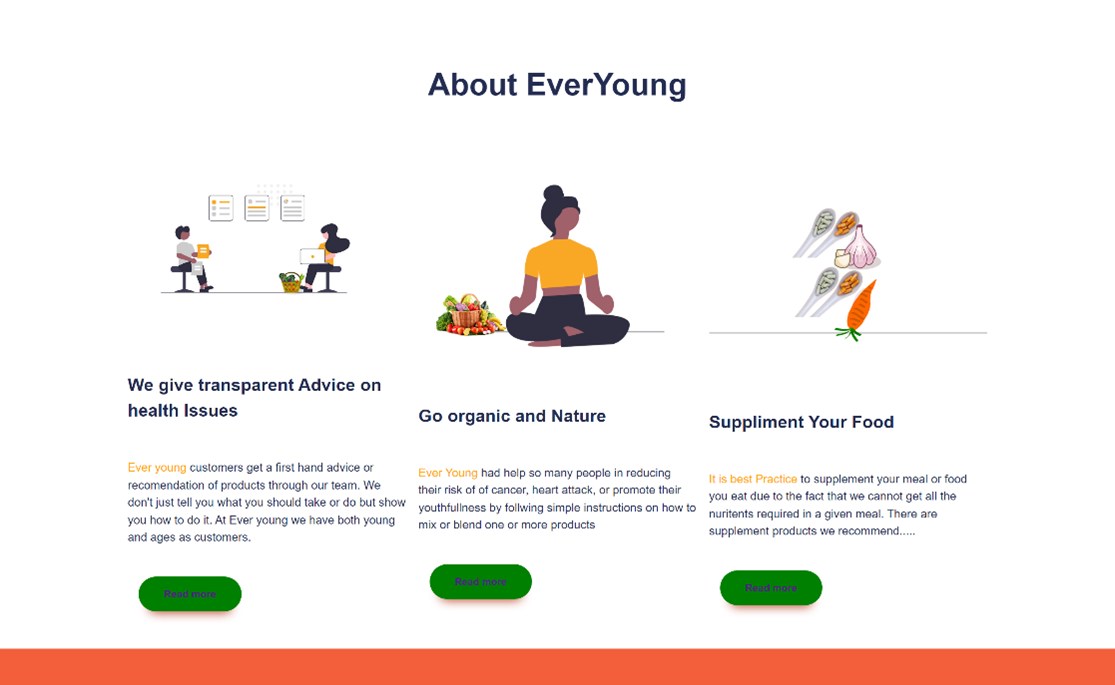 About EverYoung
We give transparent Advice on
health Issues
Ever young customers get a first hand advice or
recomendation of products through our team. We
don't just tell you what you should take or do but show
you how to do it. At Ever young we have both young
and ages as customers.
Read more
Go organic and Nature
Ever Young had help so many people in reducing
their risk of of cancer, heart attack, or promote their
youthfullness by follwing simple instructions on how to
mix or blend one or more products
Read more
Suppliment Your Food
It is best Practice to supplement your meal or food
you eat due to the fact that we cannot get all the
nuritents required in a given meal. There are
supplement products we recommend.....
Read more